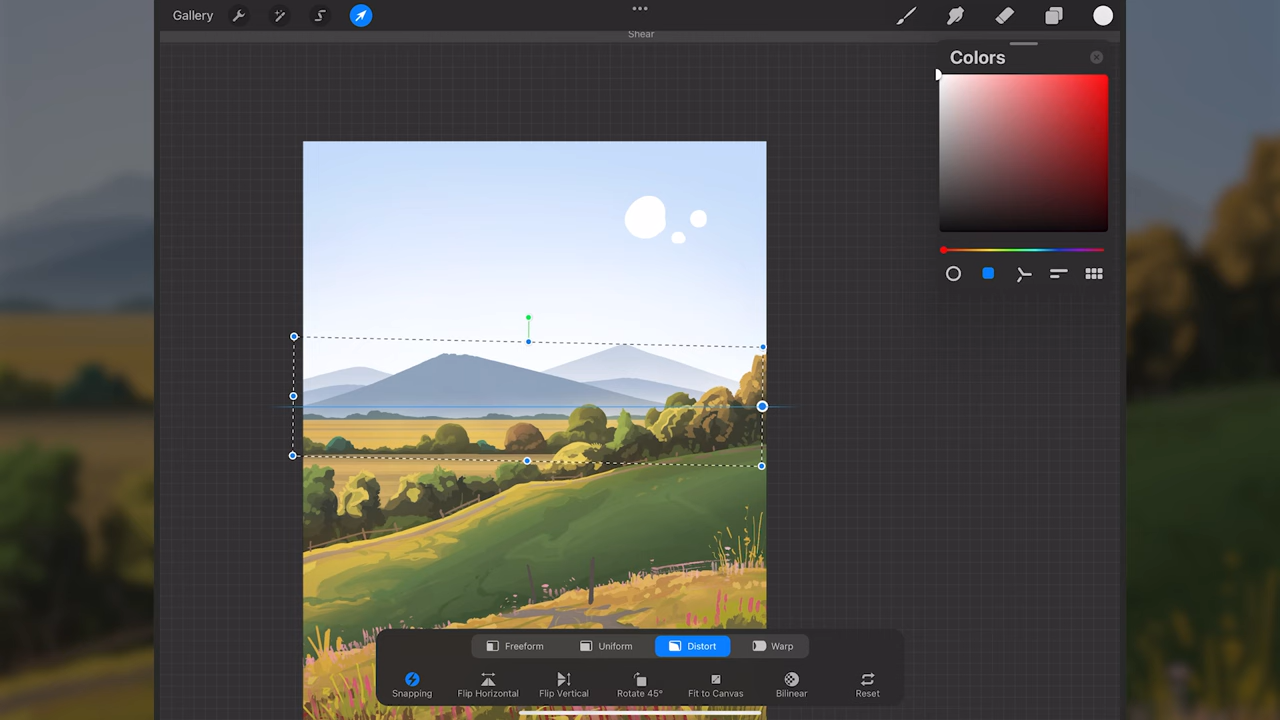 Gallery
Shear
Colors
Freeform Uniform Distort Warp
Snapping Flip Horizontal Flip Vertical Rotate 45° Fit to Canvas Bilinear Reset